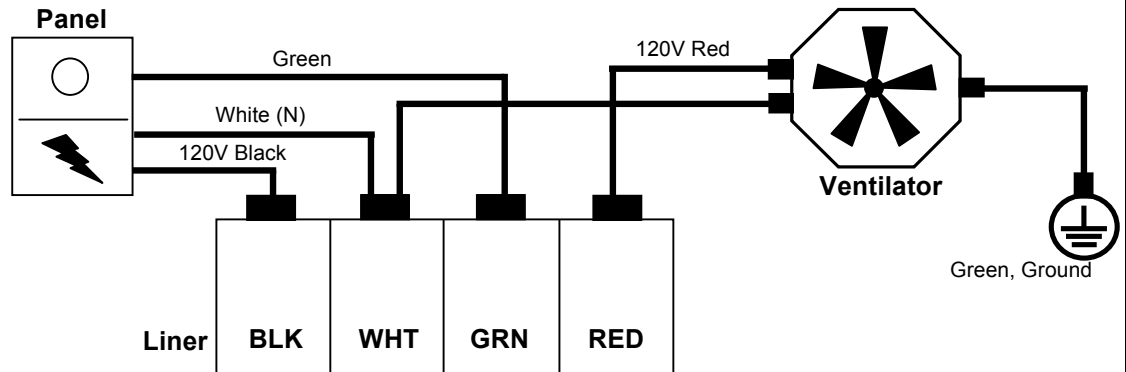 Panel
Green
120V Red
White (N)
120V Black
Ventilator
Green, Ground
Liner
BLK
WHT
GRN
RED